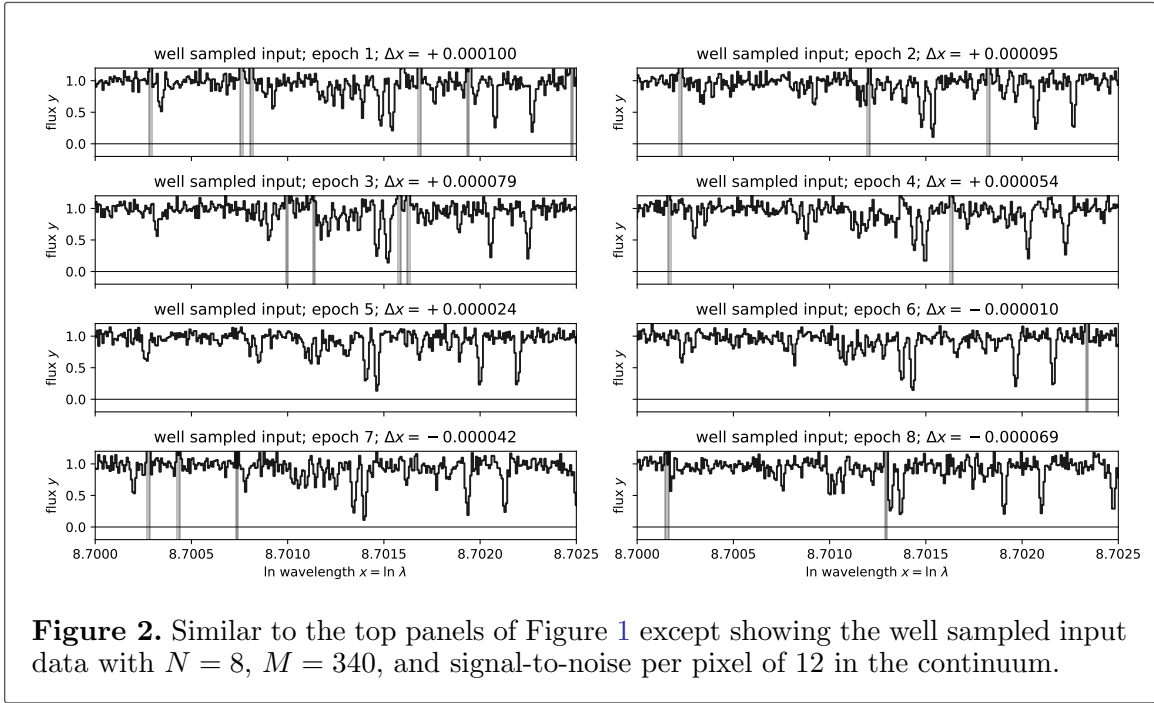 well sampled input; epoch 1; Δx = +0.000100
flux y
1.0
0.5
0.0
well sampled input; epoch 2; Δx = +0.000095
flux y
well sampled input; epoch 3; Δx = +0.000079
flux y
1.0
0.5
0.0
well sampled input; epoch 4; Δx = +0.000054
flux y
well sampled input; epoch 5; Δx = +0.000024
flux y
1.0
0.5
0.0
well sampled input; epoch 6; Δx = −0.000010
flux y
well sampled input; epoch 7; Δx = −0.000042
flux y
1.0
0.5
0.0
8.7000 8.7005 8.7010 8.7015 8.7020 8.7025
ln wavelength x = ln λ
well sampled input; epoch 8; Δx = −0.000069
flux y
8.7000 8.7005 8.7010 8.7015 8.7020 8.7025
ln wavelength x = ln λ
Figure 2. Similar to the top panels of Figure 1 except showing the well sampled input
data with N = 8, M = 340, and signal-to-noise per pixel of 12 in the continuum.